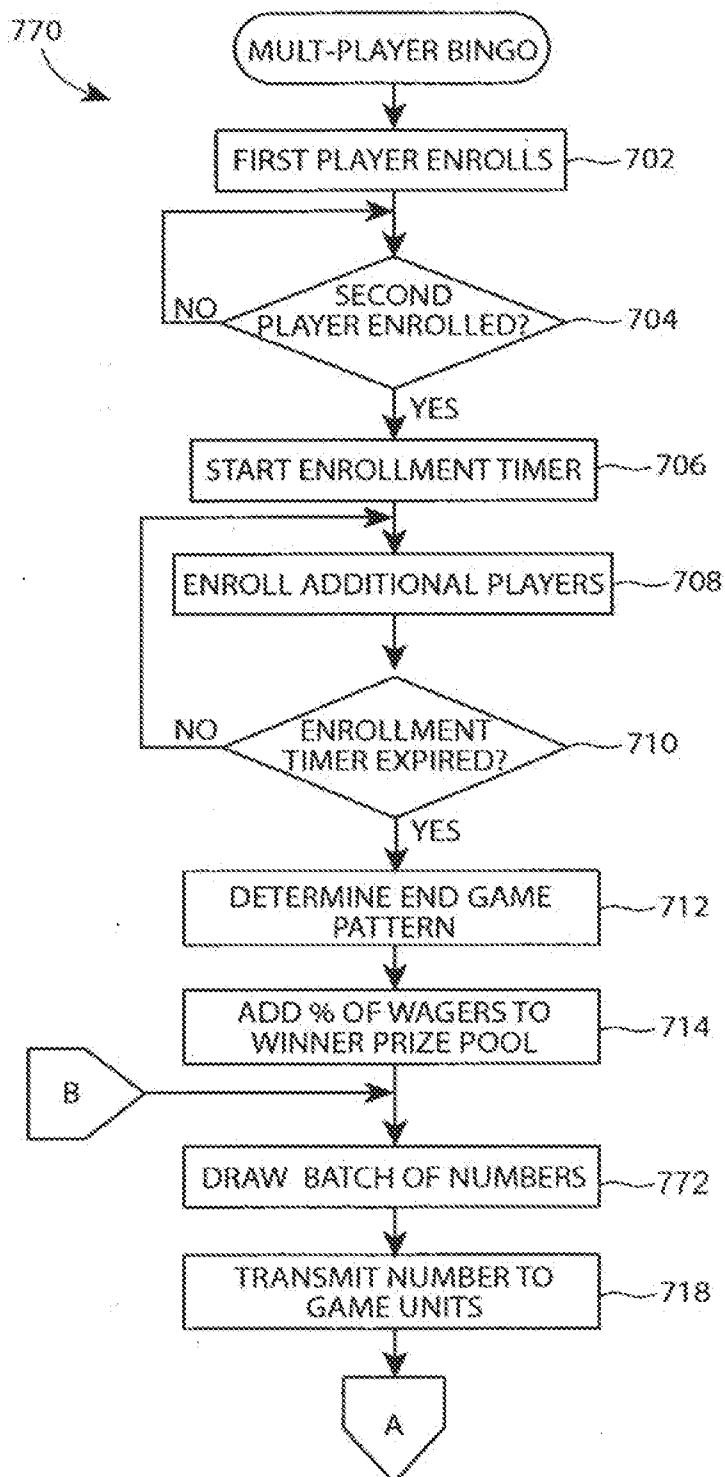 770
MULT-PLAYER BINGO
FIRST PLAYER ENROLLS
702
SECOND
PLAYER ENROLLED?
704
NO
YES
START ENROLLMENT TIMER
706
ENROLL ADDITIONAL PLAYERS
708
NO
ENROLLMENT
TIMER EXPIRED?
710
YES
DETERMINE END GAME
PATTERN
712
ADD % OF WAGERS TO
WINNER PRIZE POOL
714
B
DRAW BATCH OF NUMBERS
772
TRANSMIT NUMBER TO
GAME UNITS
718
A